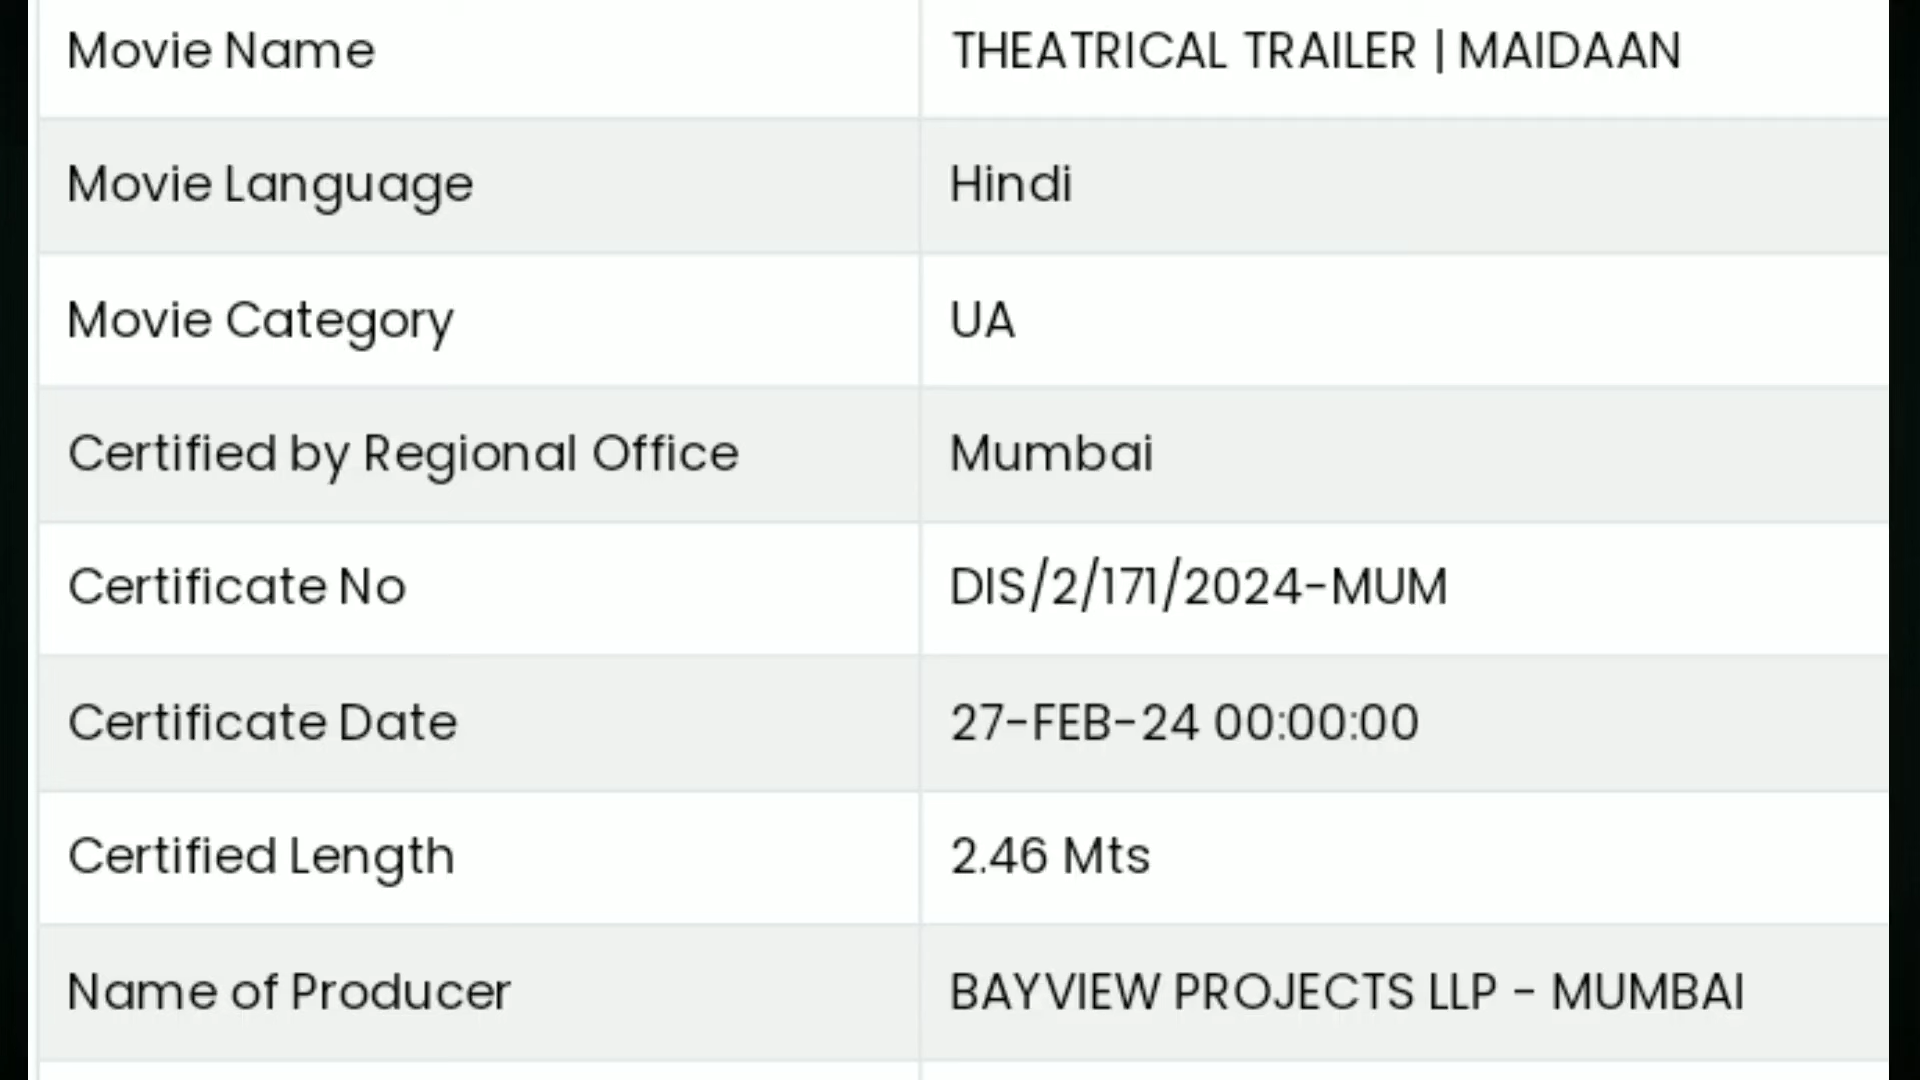 Movie Name THEATRICAL TRAILER | MAIDAAN
Movie Language Hindi
Movie Category UA
Certified by Regional Office Mumbai
Certificate No DIS/2/171/2024-MUM
Certificate Date 27-FEB-24 00:00:00
Certified Length 2.46 Mts
Name of Producer BAYVIEW PROJECTS LLP - MUMBAI